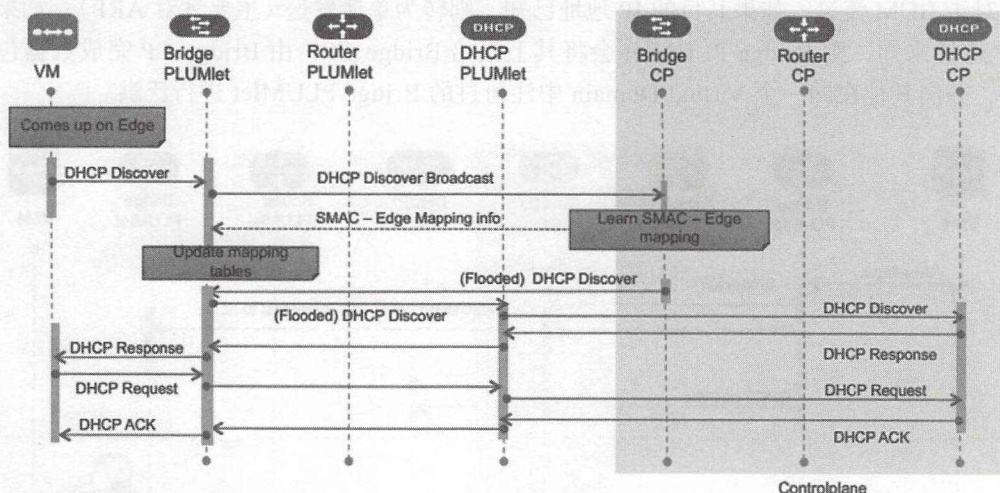 DHCP
DHCP
VM
Bridge
PLUMlet
Router
PLUMlet
DHCP
PLUMlet
Bridge
CP
Router
CP
DHCP
CP
Comes up on Edge
DHCP Discover
DHCP Discover Broadcast
SMAC – Edge Mapping info
Learn SMAC – Edge
mapping
Update mapping
tables
(Flooded) DHCP Discover
(Flooded) DHCP Discover
DHCP Discover
DHCP Response
DHCP Response
DHCP Request
DHCP Request
DHCP ACK
DHCP ACK
Controlplane